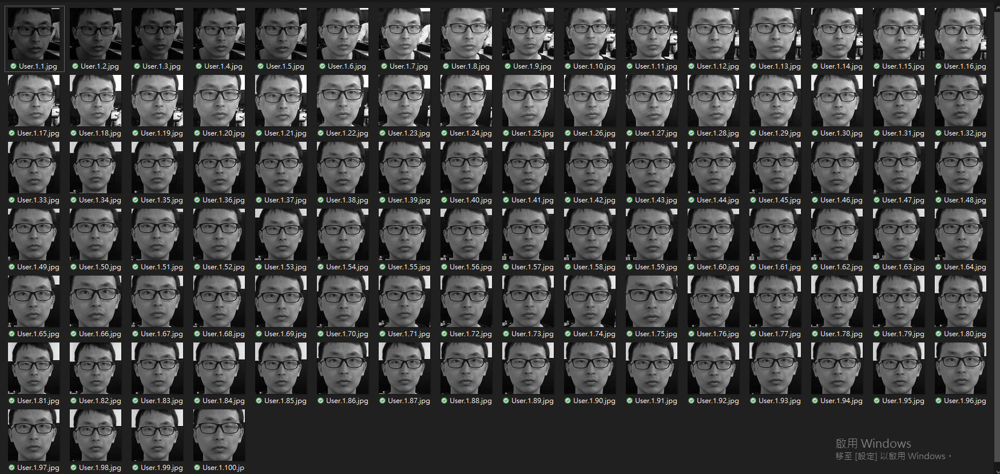 User.1.1.jpg User.1.2.jpg User.1.3.jpg User.1.4.jpg User.1.5.jpg User.1.6.jpg User.1.7.jpg User.1.8.jpg User.1.9.jpg User.1.10.jpg User.1.11.jpg User.1.12.jpg User.1.13.jpg User.1.14.jpg User.1.15.jpg User.1.16.jpg
User.1.17.jpg User.1.18.jpg User.1.19.jpg User.1.20.jpg User.1.21.jpg User.1.22.jpg User.1.23.jpg User.1.24.jpg User.1.25.jpg User.1.26.jpg User.1.27.jpg User.1.28.jpg User.1.29.jpg User.1.30.jpg User.1.31.jpg User.1.32.jpg
User.1.33.jpg User.1.34.jpg User.1.35.jpg User.1.36.jpg User.1.37.jpg User.1.38.jpg User.1.39.jpg User.1.40.jpg User.1.41.jpg User.1.42.jpg User.1.43.jpg User.1.44.jpg User.1.45.jpg User.1.46.jpg User.1.47.jpg User.1.48.jpg
User.1.49.jpg User.1.50.jpg User.1.51.jpg User.1.52.jpg User.1.53.jpg User.1.54.jpg User.1.55.jpg User.1.56.jpg User.1.57.jpg User.1.58.jpg User.1.59.jpg User.1.60.jpg User.1.61.jpg User.1.62.jpg User.1.63.jpg User.1.64.jpg
User.1.65.jpg User.1.66.jpg User.1.67.jpg User.1.68.jpg User.1.69.jpg User.1.70.jpg User.1.71.jpg User.1.72.jpg User.1.73.jpg User.1.74.jpg User.1.75.jpg User.1.76.jpg User.1.77.jpg User.1.78.jpg User.1.79.jpg User.1.80.jpg
User.1.81.jpg User.1.82.jpg User.1.83.jpg User.1.84.jpg User.1.85.jpg User.1.86.jpg User.1.87.jpg User.1.88.jpg User.1.89.jpg User.1.90.jpg User.1.91.jpg User.1.92.jpg User.1.93.jpg User.1.94.jpg User.1.95.jpg User.1.96.jpg
User.1.97.jpg User.1.98.jpg User.1.99.jpg User.1.100.jp
啟用 Windows
移至 [設定] 以啟用 Windows。